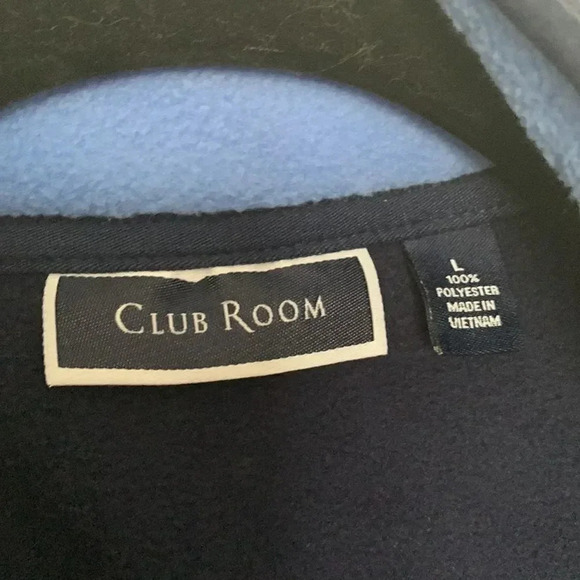 CLUB ROOM
L
100%
POLYESTER
MADE IN
VIETNAM